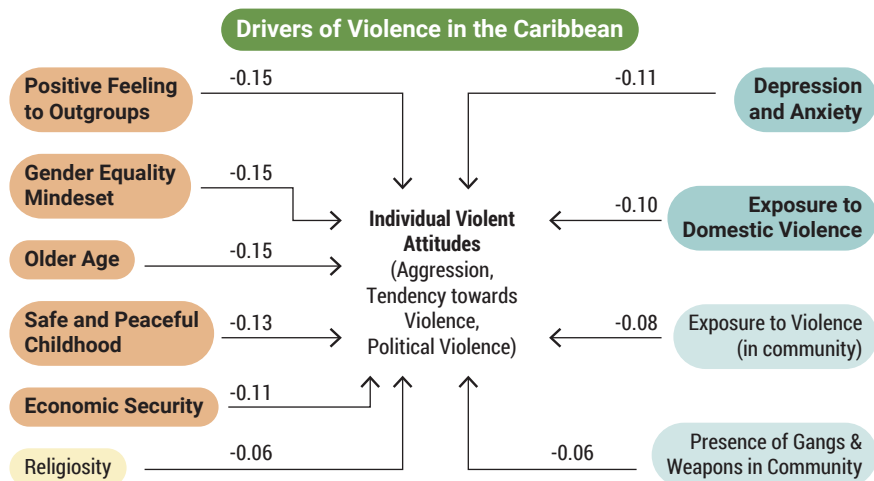 Drivers of Violence in the Caribbean
Positive Feeling
to Outgroups
-0.15
Gender Equality
Mindeset
-0.15
Older Age
-0.15
Safe and Peaceful
Childhood
-0.13
Economic Security
-0.11
Religiosity
-0.06
Individual Violent
Attitudes
(Aggression,
Tendency towards
Violence,
Political Violence)
-0.11
Depression
and Anxiety
-0.10
Exposure to
Domestic Violence
-0.08
Exposure to Violence
(in community)
-0.06
Presence of Gangs &
Weapons in Community